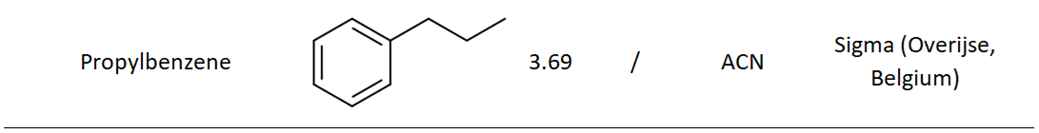 Propylbenzene 3.69 / ACN Sigma (Overijse,
Belgium)